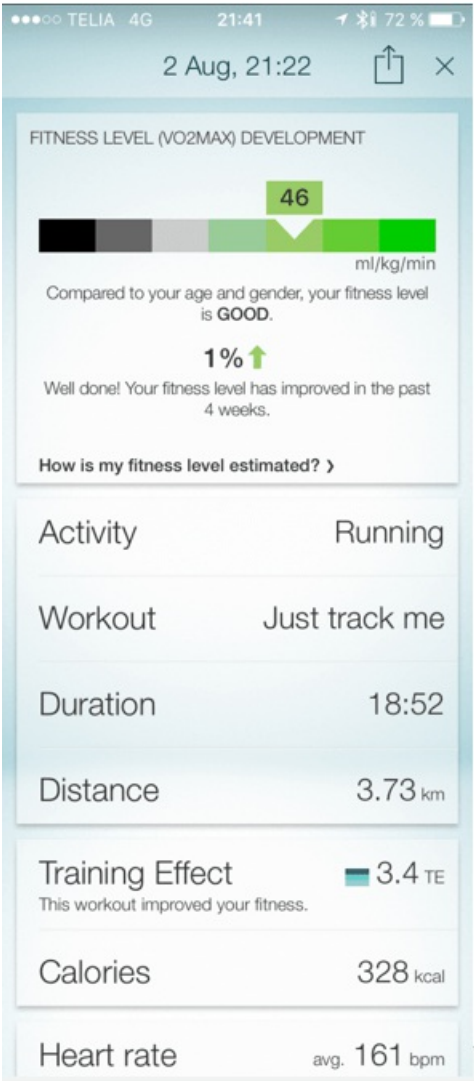 TELIA 4G 21:41 72 %
2 Aug, 21:22
FITNESS LEVEL (VO2MAX) DEVELOPMENT
46
ml/kg/min
Compared to your age and gender, your fitness level
is GOOD.
1%
Well done! Your fitness level has improved in the past
4 weeks.
How is my fitness level estimated? ❯
Activity Running
Workout Just track me
Duration 18:52
Distance 3.73 km
Training Effect 3.4 TE
This workout improved your fitness.
Calories 328 kcal
Heart rate avg. 161 bpm